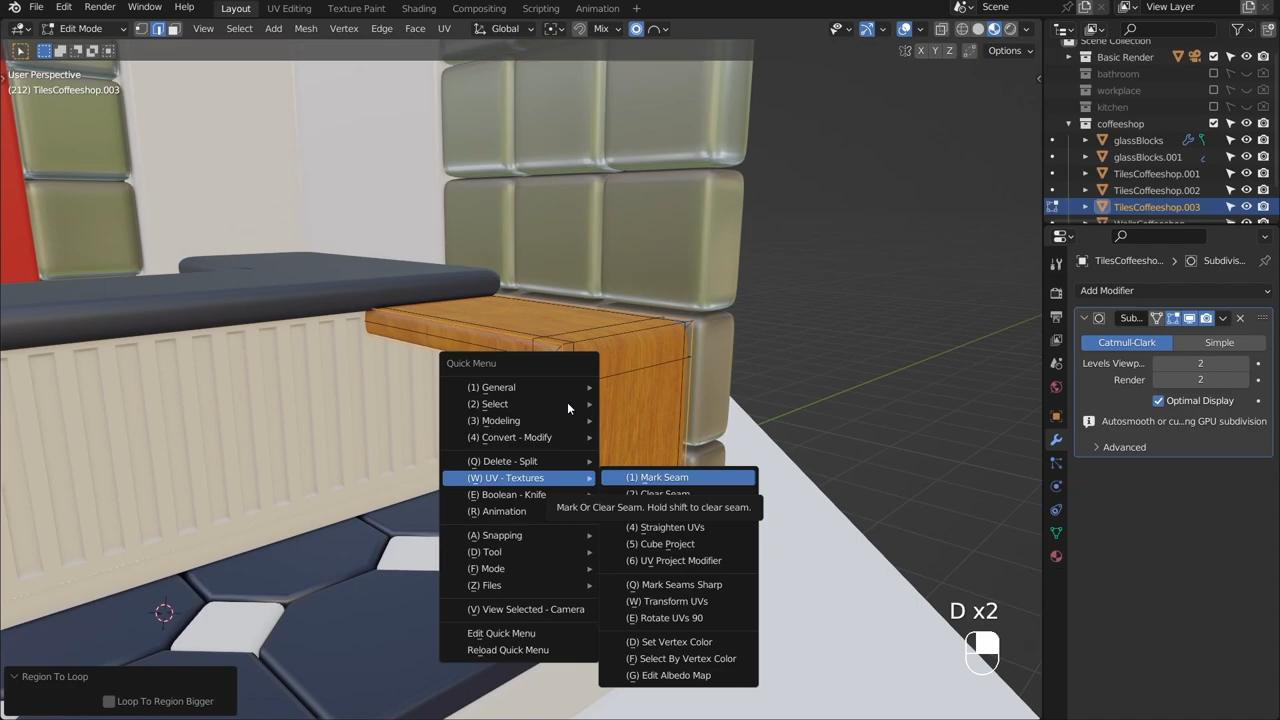 File Edit Render Window Help Layout UV Editing Texture Paint Shading Compositing Scripting Animation + Scene View Layer
Edit Mode View Select Add Mesh Vertex Edge Face UV Global Mix
X Y Z Options
User Perspective
(212) TilesCoffeeshop.003
Scene Collection
Basic Render
bathroom
workplace
kitchen
coffeeshop
glassBlocks
glassBlocks.001
TilesCoffeeshop.001
TilesCoffeeshop.002
TilesCoffeeshop.003
TilesCoffeesho... > Subdivis...
Add Modifier
Sub...
Catmull-Clark Simple
Levels Viewp... 2
Render 2
Optimal Display
Autosmooth or cu...ng GPU subdivision
Advanced
Quick Menu
(1) General
(2) Select
(3) Modeling
(4) Convert - Modify
(Q) Delete - Split
(W) UV - Textures
(E) Boolean - Knife
(R) Animation
(A) Snapping
(D) Tool
(F) Mode
(Z) Files
(V) View Selected - Camera
Edit Quick Menu
Reload Quick Menu
(1) Mark Seam
(2) Clear Seam
Mark Or Clear Seam. Hold shift to clear seam.
(4) Straighten UVs
(5) Cube Project
(6) UV Project Modifier
(Q) Mark Seams Sharp
(W) Transform UVs
(E) Rotate UVs 90
(D) Set Vertex Color
(F) Select By Vertex Color
(G) Edit Albedo Map
D x2
Region To Loop
Loop To Region Bigger